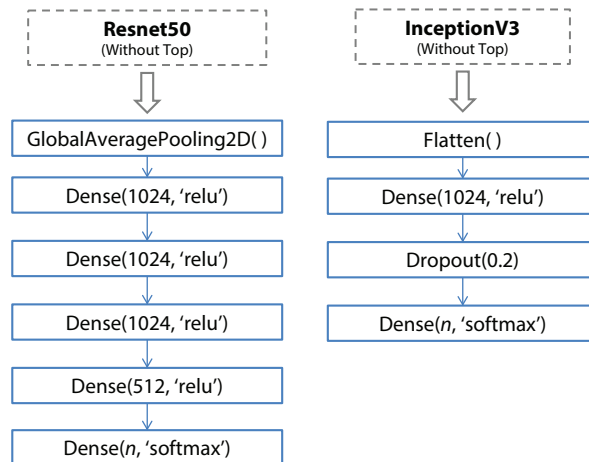 Resnet50
(Without Top)
GlobalAveragePooling2D( )
Dense(1024, ‘relu’)
Dense(1024, ‘relu’)
Dense(1024, ‘relu’)
Dense(512, ‘relu’)
Dense(n, ‘softmax’)
InceptionV3
(Without Top)
Flatten( )
Dense(1024, ‘relu’)
Dropout(0.2)
Dense(n, ‘softmax’)